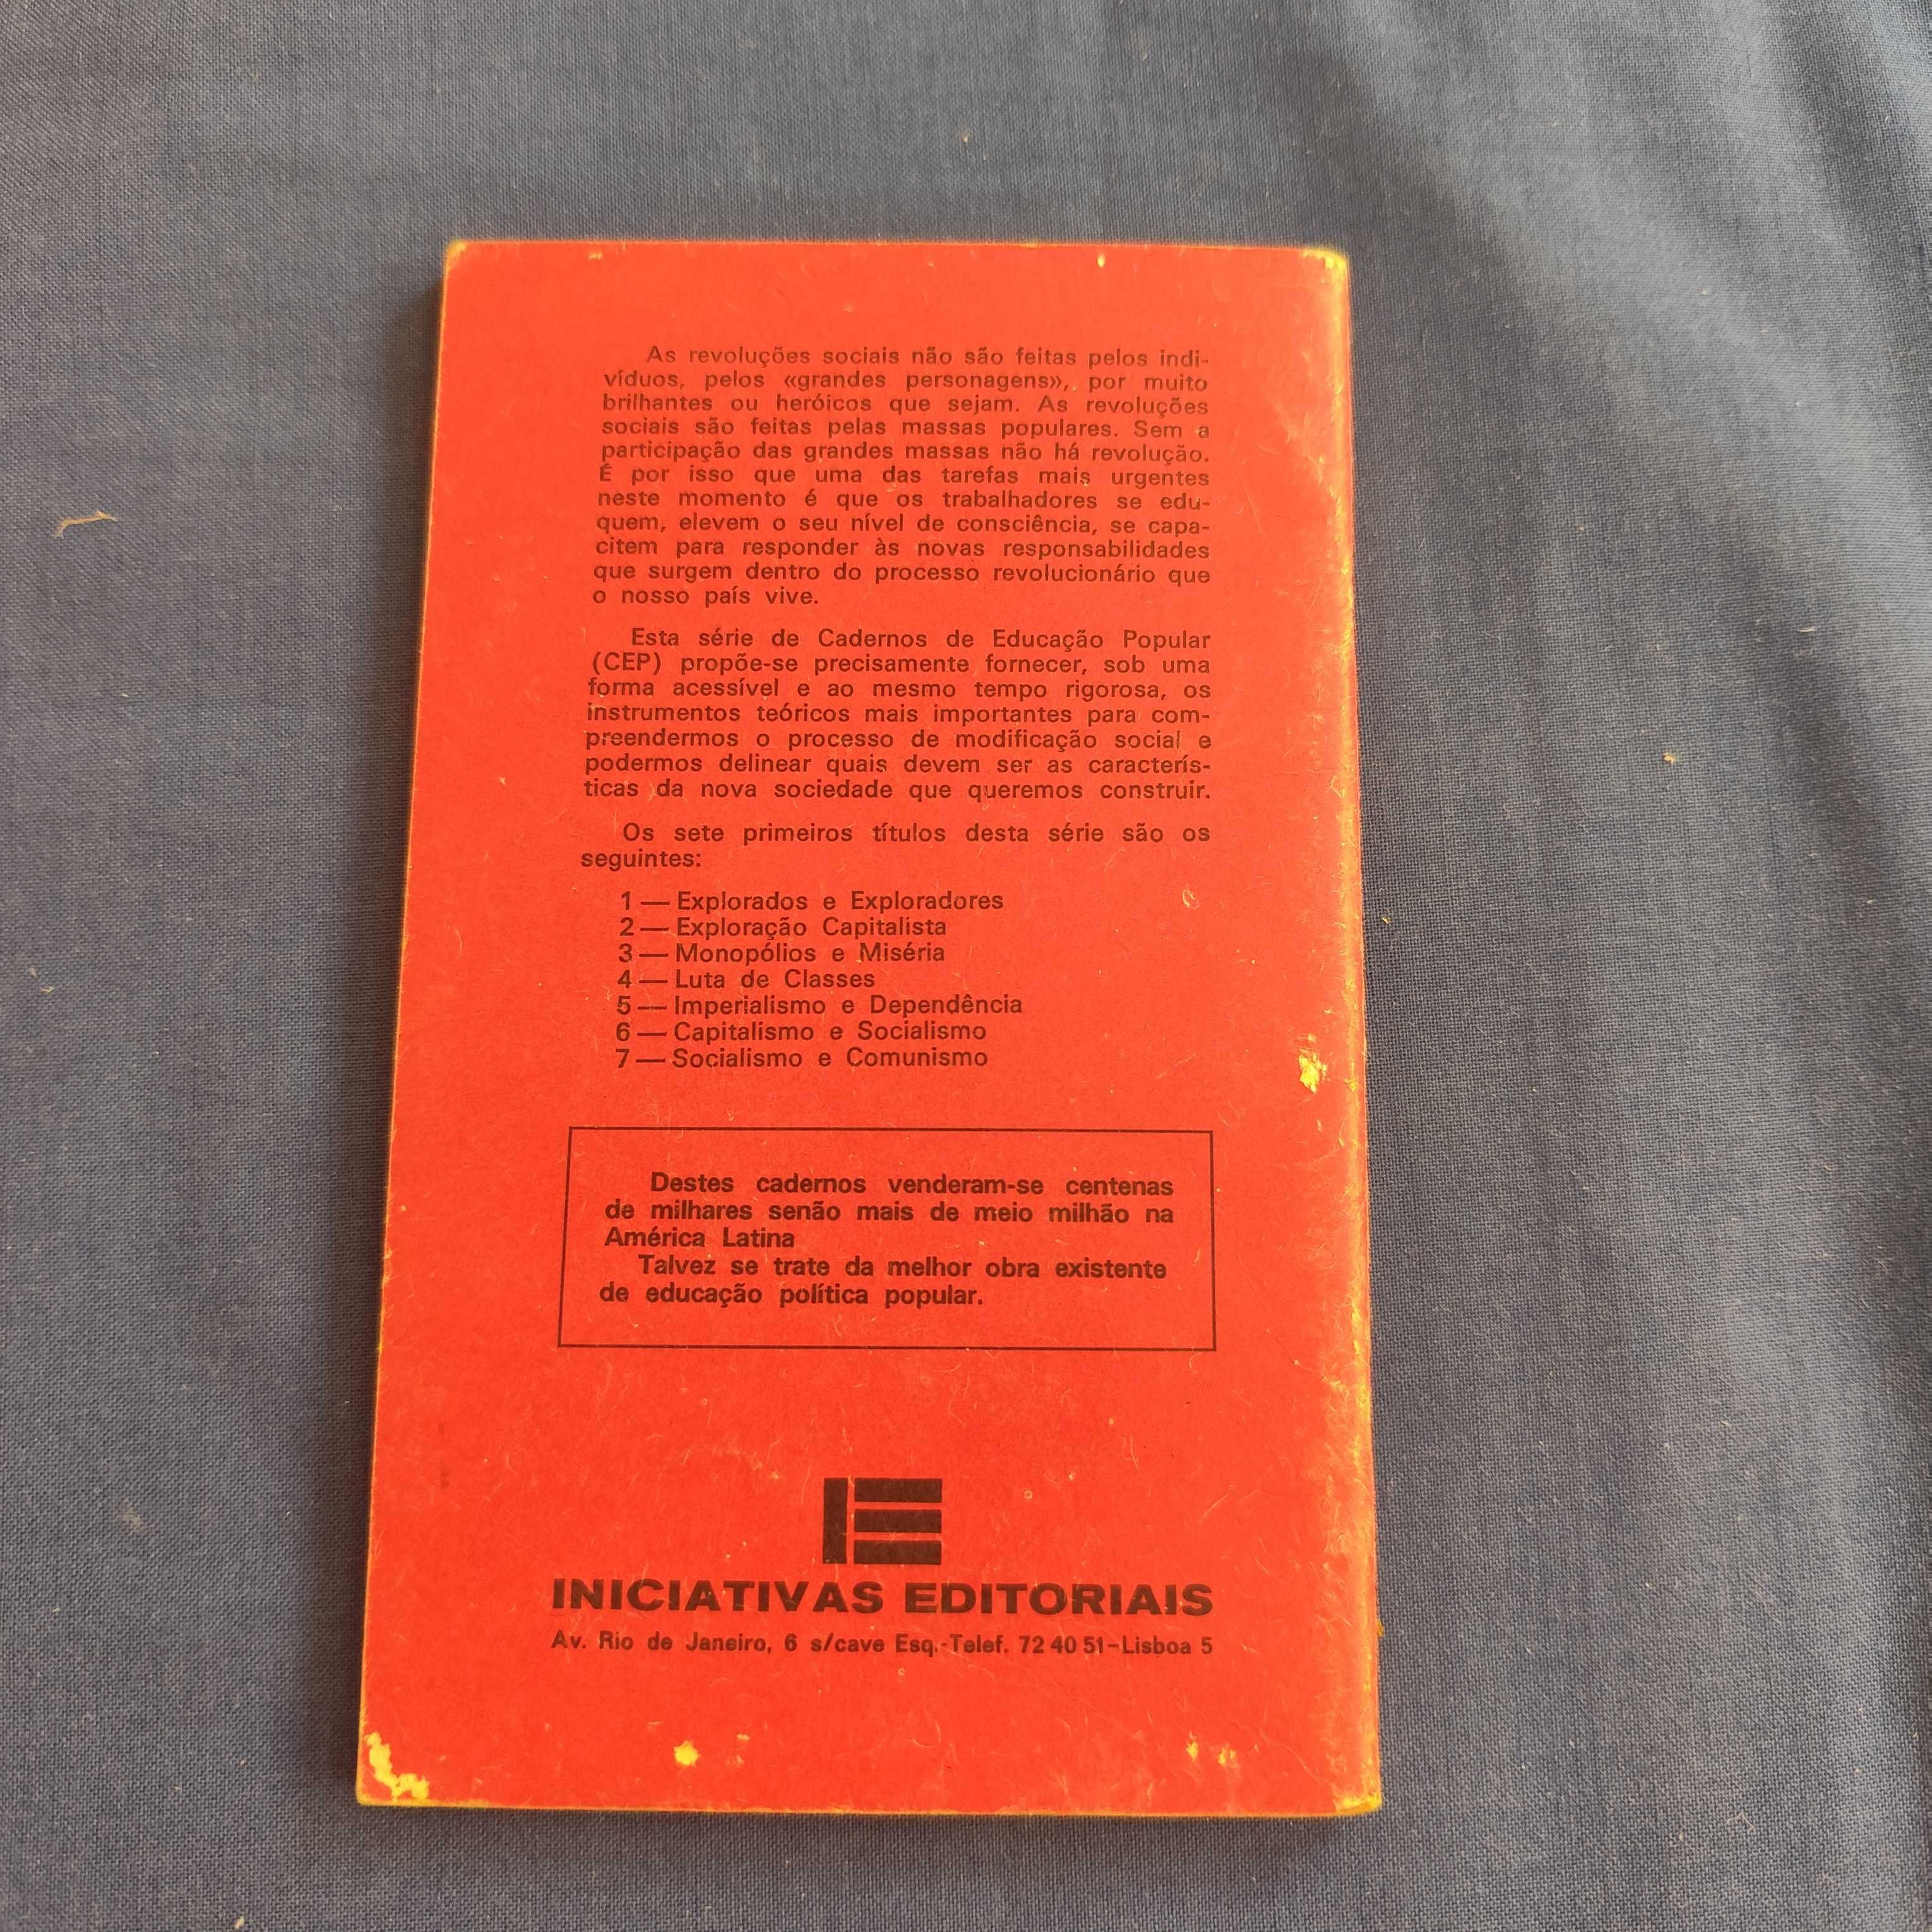 As revoluções sociais não são feitas pelos indi-
víduos, pelos «grandes personagens», por muito
brilhantes ou heróicos que sejam. As revoluções
sociais são feitas pelas massas populares. Sem a
participação das grandes massas não há revolução.
É por isso que uma das tarefas mais urgentes
neste momento é que os trabalhadores se edu-
quem, elevem o seu nível de consciência, se capa-
citem para responder às novas responsabilidades
que surgem dentro do processo revolucionário que
o nosso país vive.
Esta série de Cadernos de Educação Popular
(CEP) propõe-se precisamente fornecer, sob uma
forma acessível e ao mesmo tempo rigorosa, os
instrumentos teóricos mais importantes para com-
preendermos o processo de modificação social e
podermos delinear quais devem ser as caracterís-
ticas da nova sociedade que queremos construir.
Os sete primeiros títulos desta série são os
seguintes:
1 — Explorados e Exploradores
2 — Exploração Capitalista
3 — Monopólios e Miséria
4 — Luta de Classes
5 — Imperialismo e Dependência
6 — Capitalismo e Socialismo
7 — Socialismo e Comunismo
Destes cadernos venderam-se centenas
de milhares senão mais de meio milhão na
América Latina
Talvez se trate da melhor obra existente
de educação política popular.
IE
INICIATIVAS EDITORIAIS
Av. Rio de Janeiro, 6 s/cave Esq.-Telef. 72 40 51-Lisboa 5